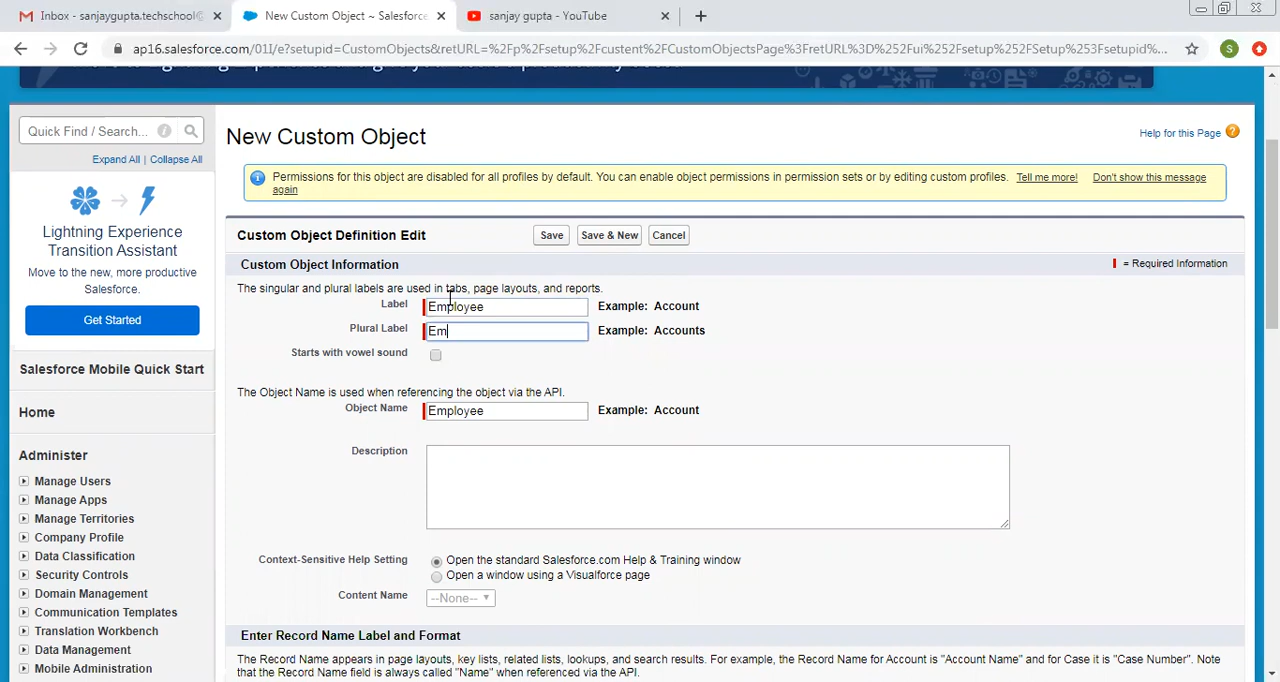 Inbox - sanjaygupta.techschool@
New Custom Object ~ Salesforce
sanjay gupta - YouTube
ap16.salesforce.com/01I/e?setupid=CustomObjects&retURL=%2Fp%2Fsetup%2Fcustent%2FCustomObjectsPage%3FretURL%3D%252Fui%252Fsetup%252FSetup%253Fsetupid%...
S
Quick Find / Search...
Expand All | Collapse All
Lightning Experience
Transition Assistant
Move to the new, more productive
Salesforce.
Get Started
Salesforce Mobile Quick Start
Home
Administer
Manage Users
Manage Apps
Manage Territories
Company Profile
Data Classification
Security Controls
Domain Management
Communication Templates
Translation Workbench
Data Management
Mobile Administration
New Custom Object
Help for this Page
Permissions for this object are disabled for all profiles by default. You can enable object permissions in permission sets or by editing custom profiles. Tell me more! Don't show this message
again
Custom Object Definition Edit Save Save & New Cancel
Custom Object Information
= Required Information
The singular and plural labels are used in tabs, page layouts, and reports.
Label Employee Example: Account
Plural Label Em Example: Accounts
Starts with vowel sound
The Object Name is used when referencing the object via the API.
Object Name Employee Example: Account
Description
Context-Sensitive Help Setting Open the standard Salesforce.com Help & Training window
Open a window using a Visualforce page
Content Name --None--
Enter Record Name Label and Format
The Record Name appears in page layouts, key lists, related lists, lookups, and search results. For example, the Record Name for Account is "Account Name" and for Case it is "Case Number". Note
that the Record Name field is always called "Name" when referenced via the API.